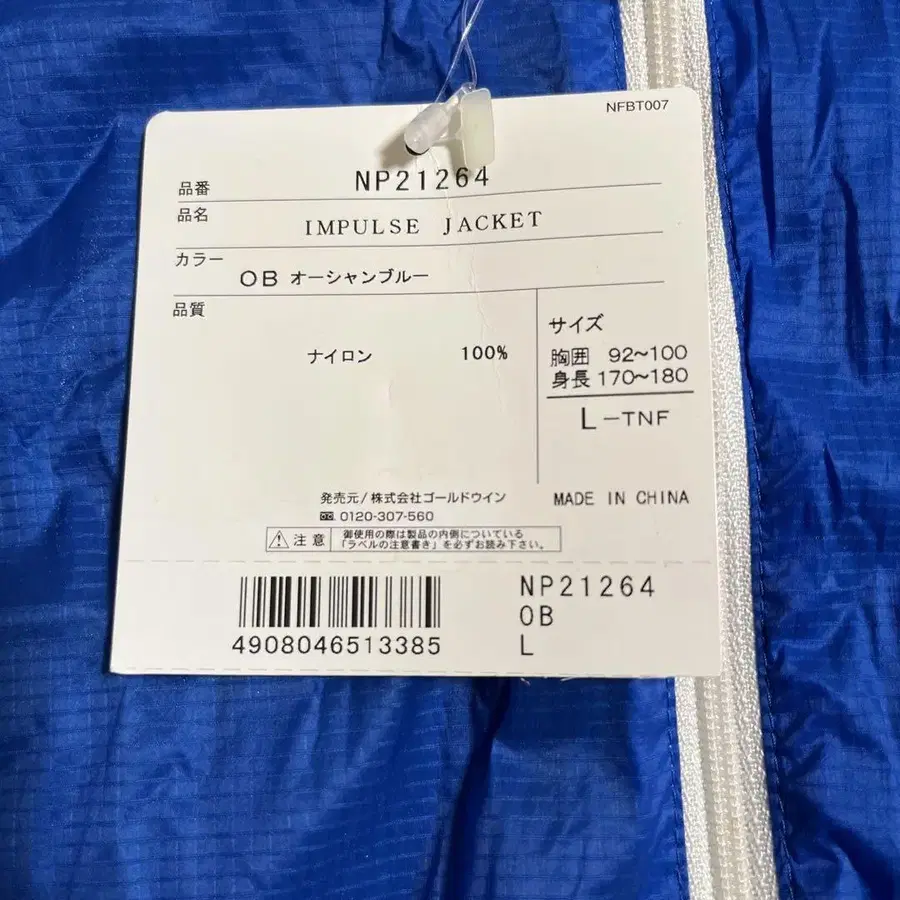 NFBT007
品番 NP21264
品名 IMPULSE JACKET
カラー OB オーシャンブルー
品質
ナイロン 100%
サイズ
胸囲 92~100
身長 170~180
L-TNF
発売元/株式会社ゴールドウイン
0120-307-560
MADE IN CHINA
注意 御使用の際は製品の内側についている
「ラベルの注意書き」を必ずお読み下さい。
NP21264
OB
L
4908046513385